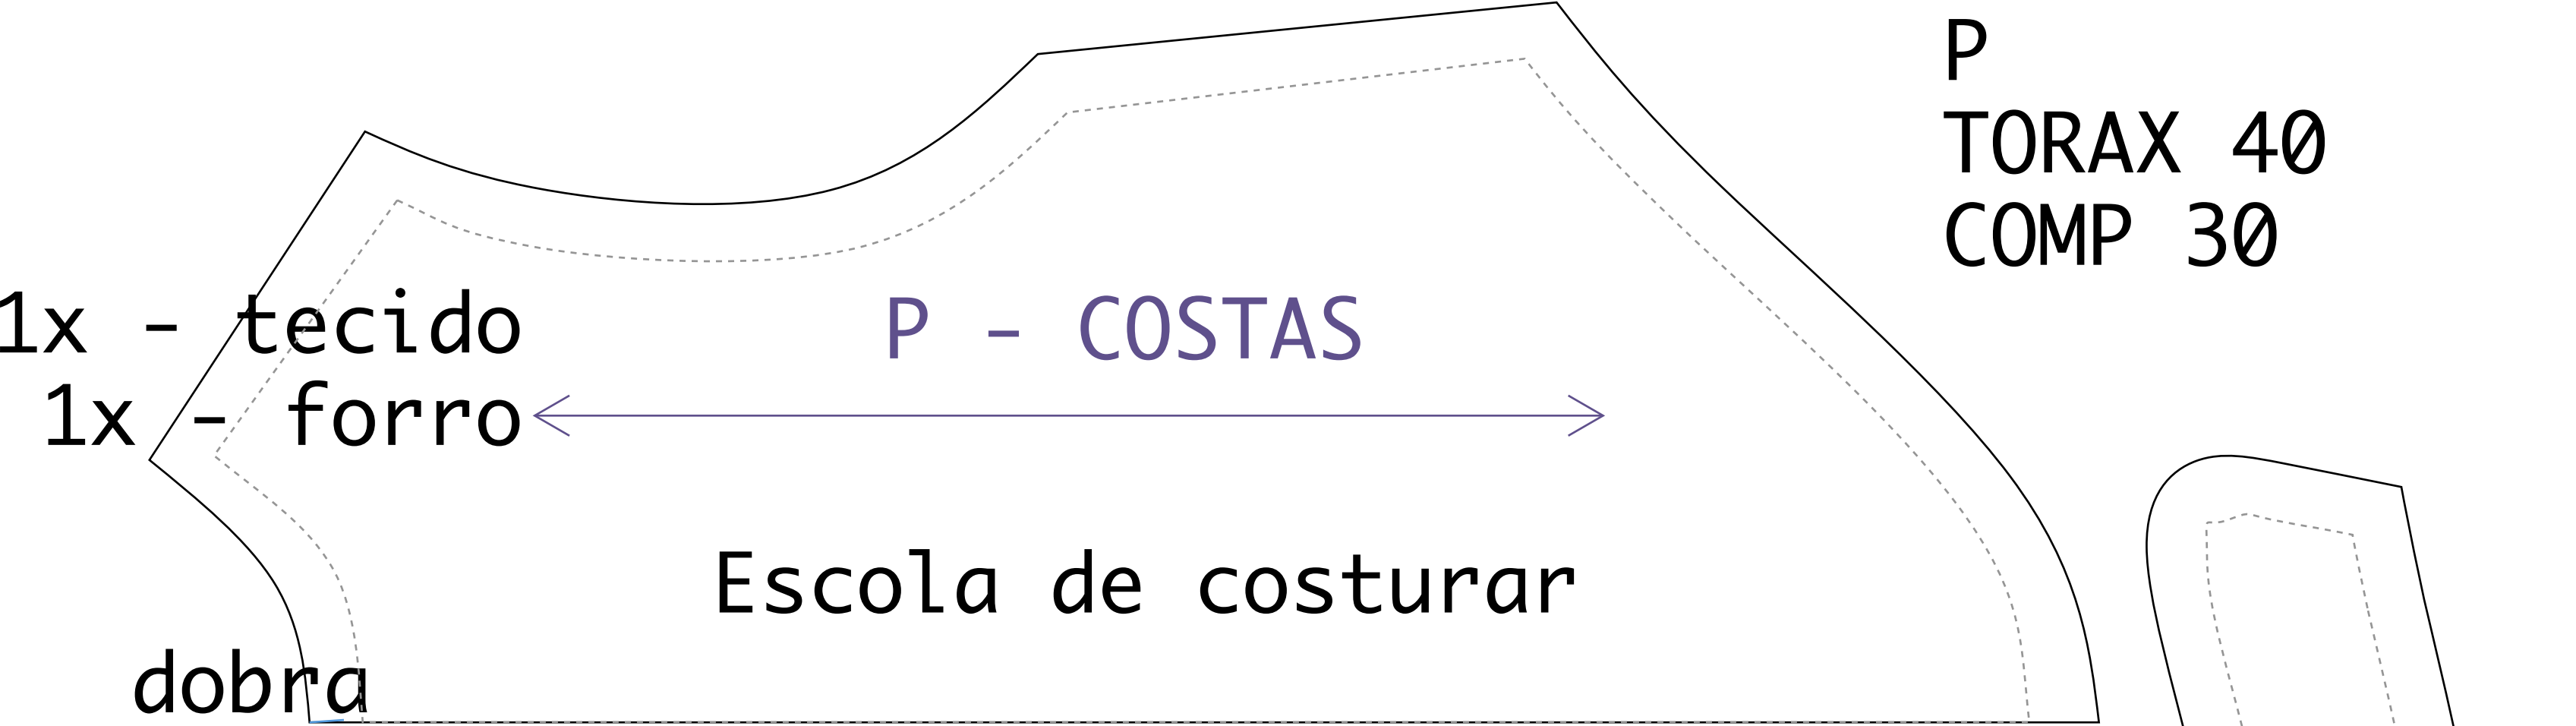 P
TORAX 40
COMP 30
1x - tecido
1x - forro
P - COSTAS
Escola de costurar
dobra